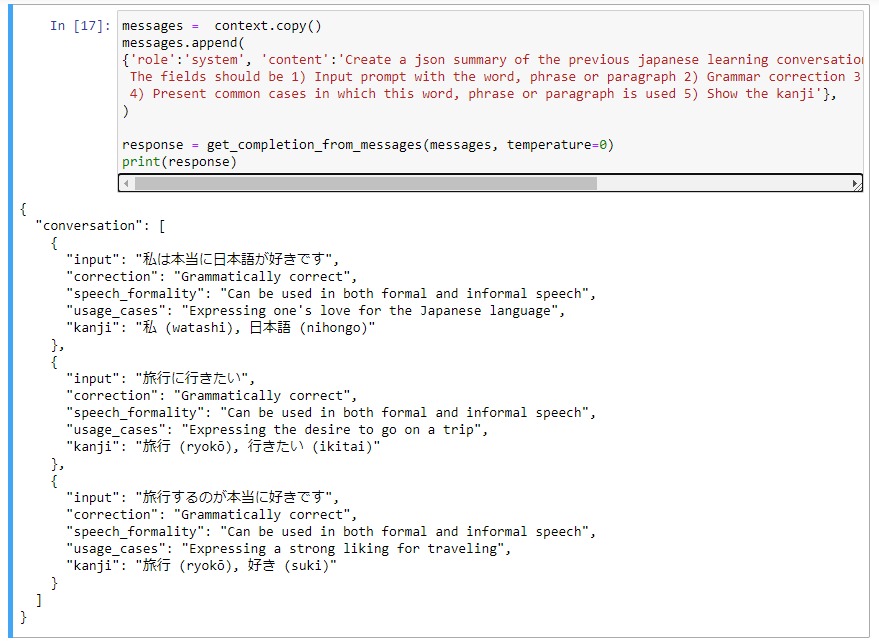 In [17]: messages =  context.copy()
messages.append(
{'role':'system', 'content':'Create a json summary of the previous japanese learning conversation
The fields should be 1) Input prompt with the word, phrase or paragraph 2) Grammar correction 3
4) Present common cases in which this word, phrase or paragraph is used 5) Show the kanji'},
)
response = get_completion_from_messages(messages, temperature=0)
print(response)
{
"conversation": [
{
"input": "私は本当に日本語が好きです",
"correction": "Grammatically correct",
"speech_formality": "Can be used in both formal and informal speech",
"usage_cases": "Expressing one's love for the Japanese language",
"kanji": "私 (watashi), 日本語 (nihongo)"
},
{
"input": "旅行に行きたい",
"correction": "Grammatically correct",
"speech_formality": "Can be used in both formal and informal speech",
"usage_cases": "Expressing the desire to go on a trip",
"kanji": "旅行 (ryokō), 行きたい (ikitai)"
},
{
"input": "旅行するのが本当に好きです",
"correction": "Grammatically correct",
"speech_formality": "Can be used in both formal and informal speech",
"usage_cases": "Expressing a strong liking for traveling",
"kanji": "旅行 (ryokō), 好き (suki)"
}
]
}